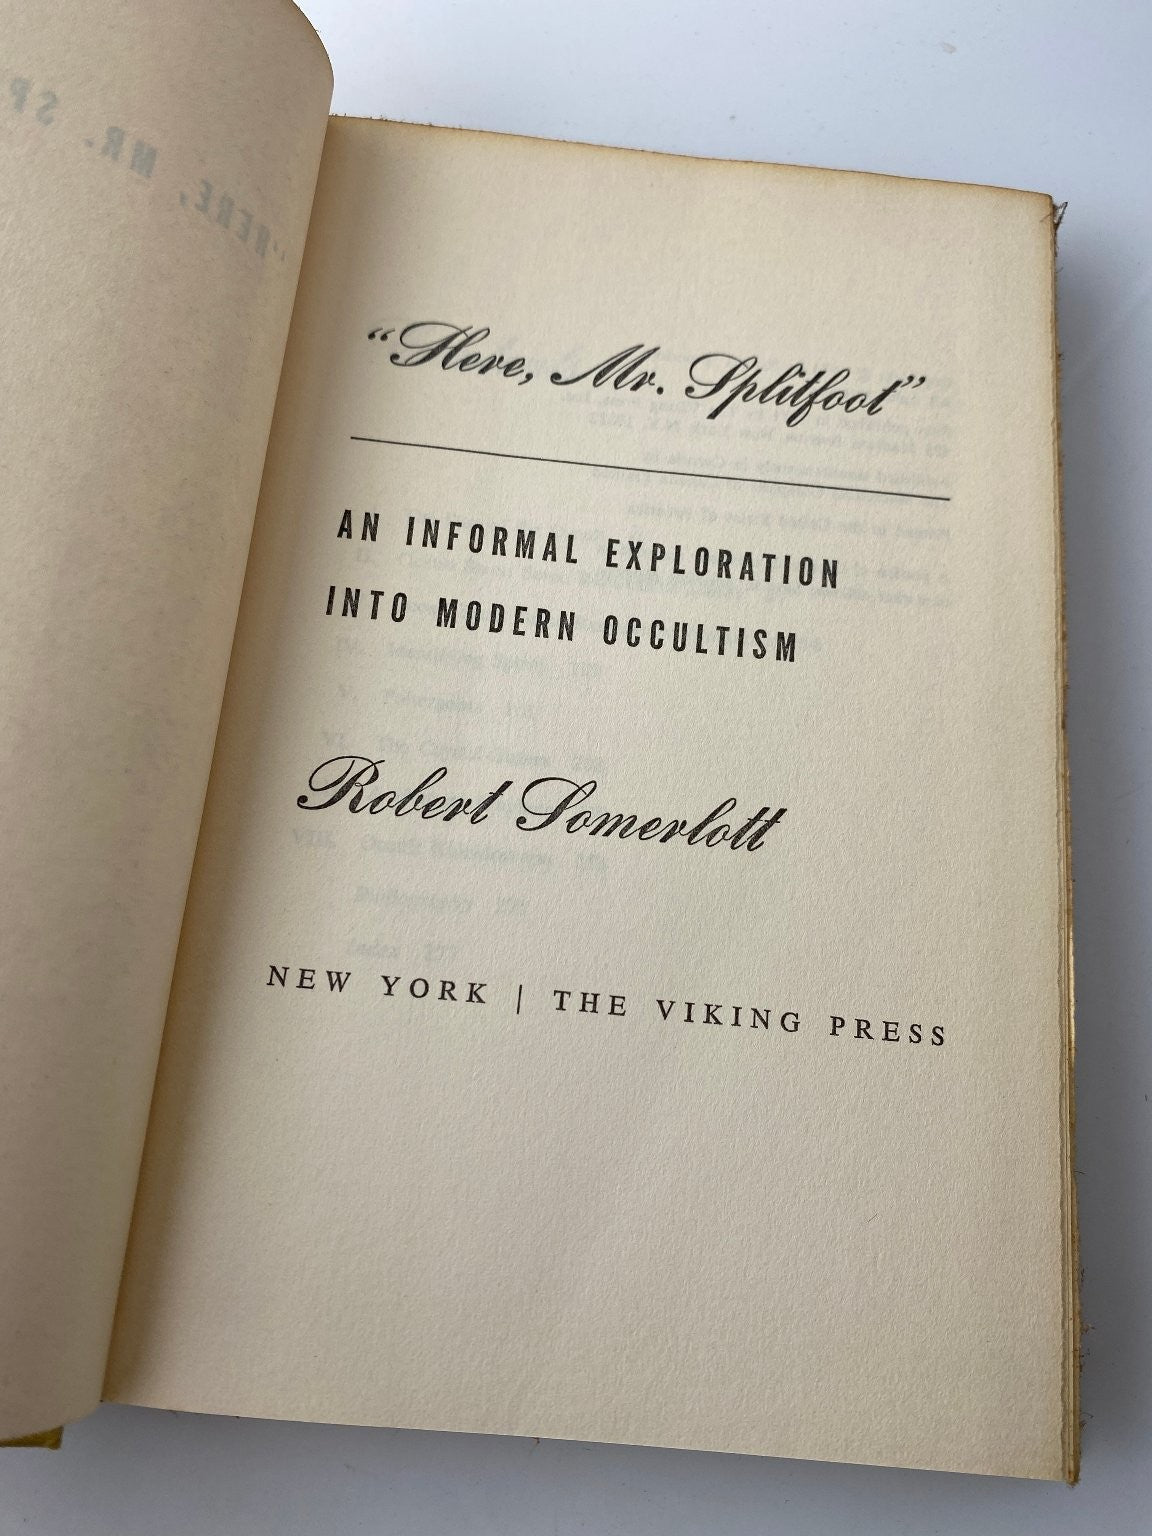 “Here, Mr. Splitfoot”
AN INFORMAL EXPLORATION
INTO MODERN OCCULTISM
Robert Somerlott
NEW YORK | THE VIKING PRESS